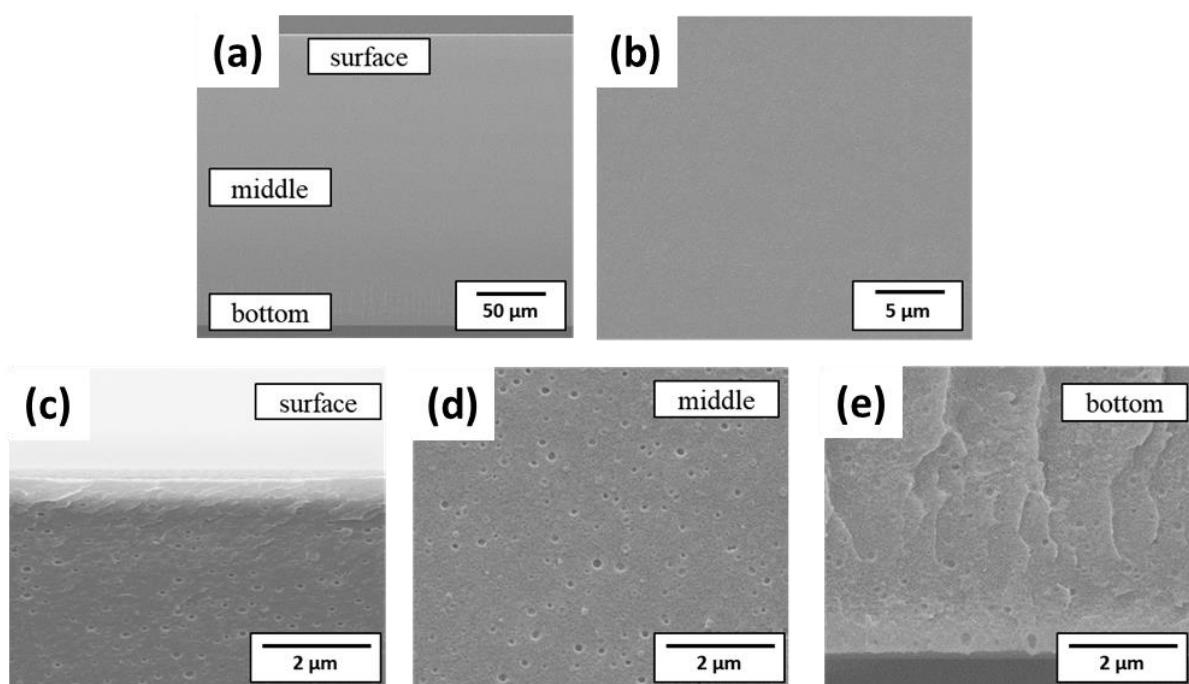 (a)
surface
middle
bottom
50 μm
(b)
5 μm
(c)
surface
2 μm
(d)
middle
2 μm
(e)
bottom
2 μm